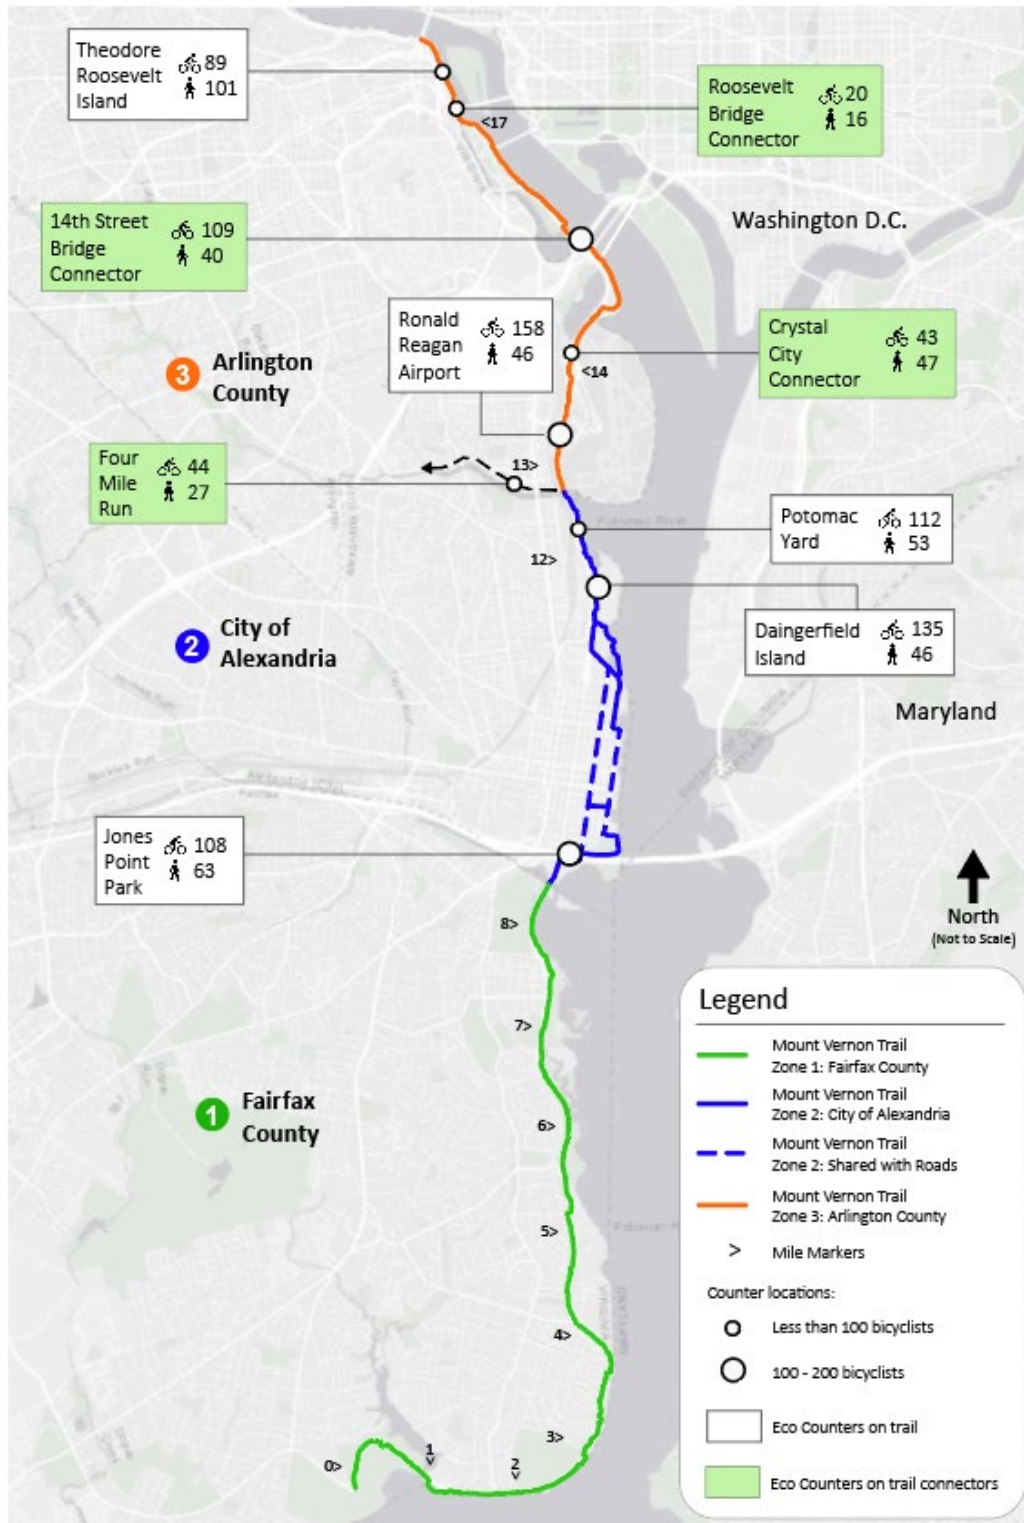 Theodore
Roosevelt
Island
89
101
Roosevelt
Bridge
Connector
20
16
<17
14th Street
Bridge
Connector
109
40
Washington D.C.
Ronald
Reagan
Airport
158
46
Crystal
City
Connector
43
47
<14
3
Arlington
County
Four
Mile
Run
44
27
13>
Potomac River
Potomac
Yard
112
53
12>
2
City of
Alexandria
Daingerfield
Island
135
46
Maryland
Jones
Point
Park
108
63
8>
North
(Not to Scale)
7>
1
Fairfax
County
6>
5>
4>
3>
2
1
0>
Legend
Mount Vernon Trail
Zone 1: Fairfax County
Mount Vernon Trail
Zone 2: City of Alexandria
Mount Vernon Trail
Zone 2: Shared with Roads
Mount Vernon Trail
Zone 3: Arlington County
> Mile Markers
Counter locations:
Less than 100 bicyclists
100 - 200 bicyclists
Eco Counters on trail
Eco Counters on trail connectors